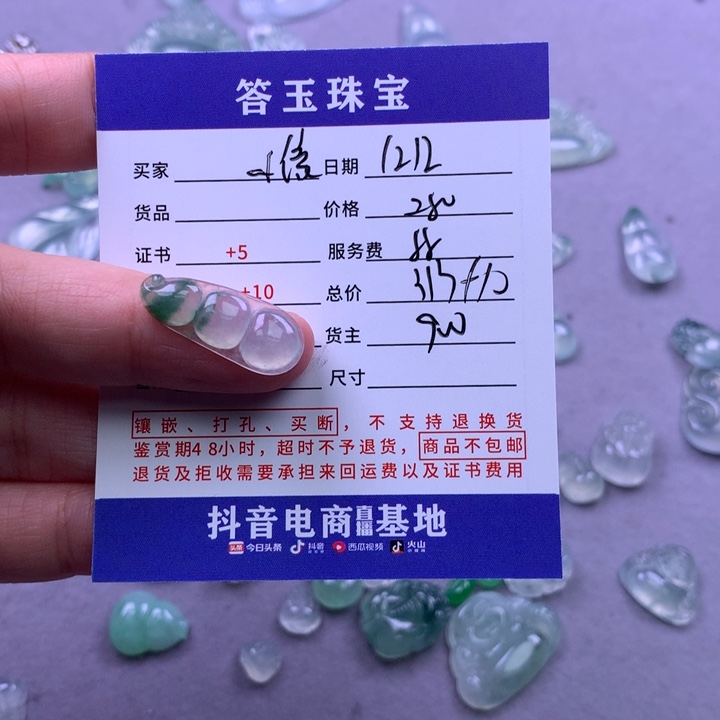 答玉珠宝
买家 日期 1212
货品 价格 280
证书 +5 服务费
+10 总价
货主
尺寸
镶嵌、打孔、买断，不支持退换货
鉴赏期48小时，超时不予退货，商品不包邮
退货及拒收需要承担来回运费以及证书费用
抖音电商直播基地
头条 今日头条 抖音 西瓜视频 火山